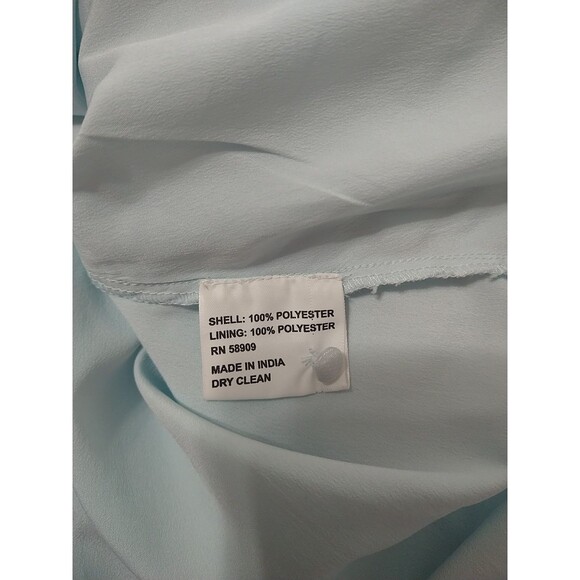 SHELL: 100% POLYESTER
LINING: 100% POLYESTER
RN 58909
MADE IN INDIA
DRY CLEAN